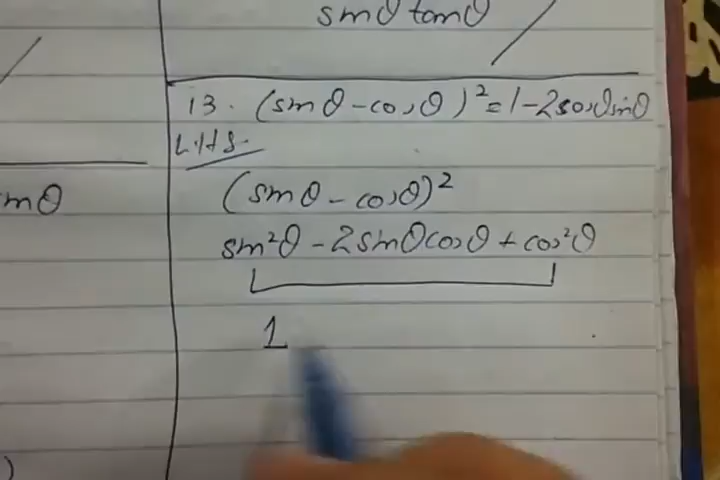 sinθ tanθ
13. (sinθ - cosθ)² = 1 - 2cosθsinθ
L.H.S.
(sinθ - cosθ)²
sin²θ - 2sinθcosθ + cos²θ
1